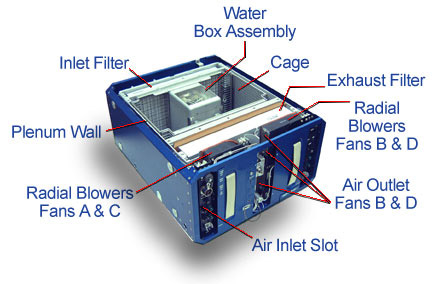 Water
Box Assembly
Inlet Filter
Cage
Exhaust Filter
Radial
Blowers
Fans B & D
Plenum Wall
Radial Blowers
Fans A & C
Air Outlet
Fans B & D
Air Inlet Slot